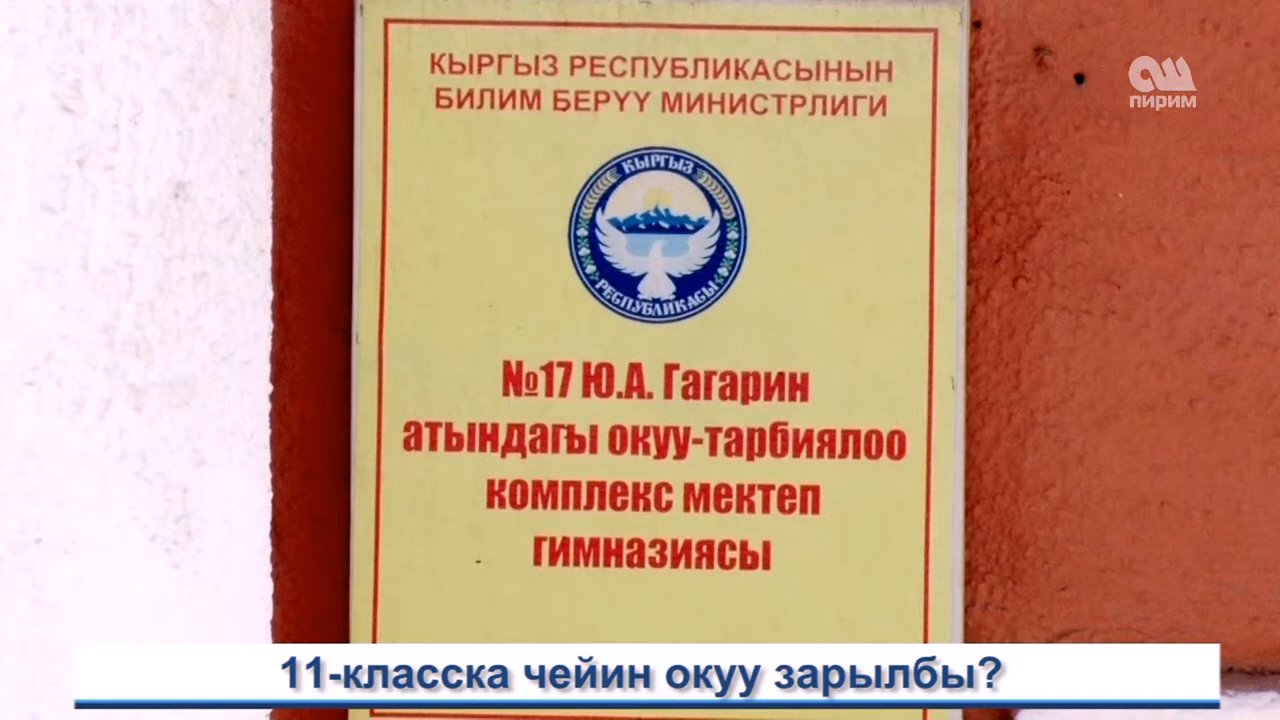 КЫРГЫЗ РЕСПУБЛИКАСЫНЫН
БИЛИМ БЕРҮҮ МИНИСТРЛИГИ
ОШ
ПИРИМ
КЫРГЫЗ
РЕСПУБЛИКАСЫ
№17 Ю.А. Гагарин
атындагы окуу-тарбиялоо
комплекс мектеп
гимназиясы
11-класска чейин окуу зарылбы?